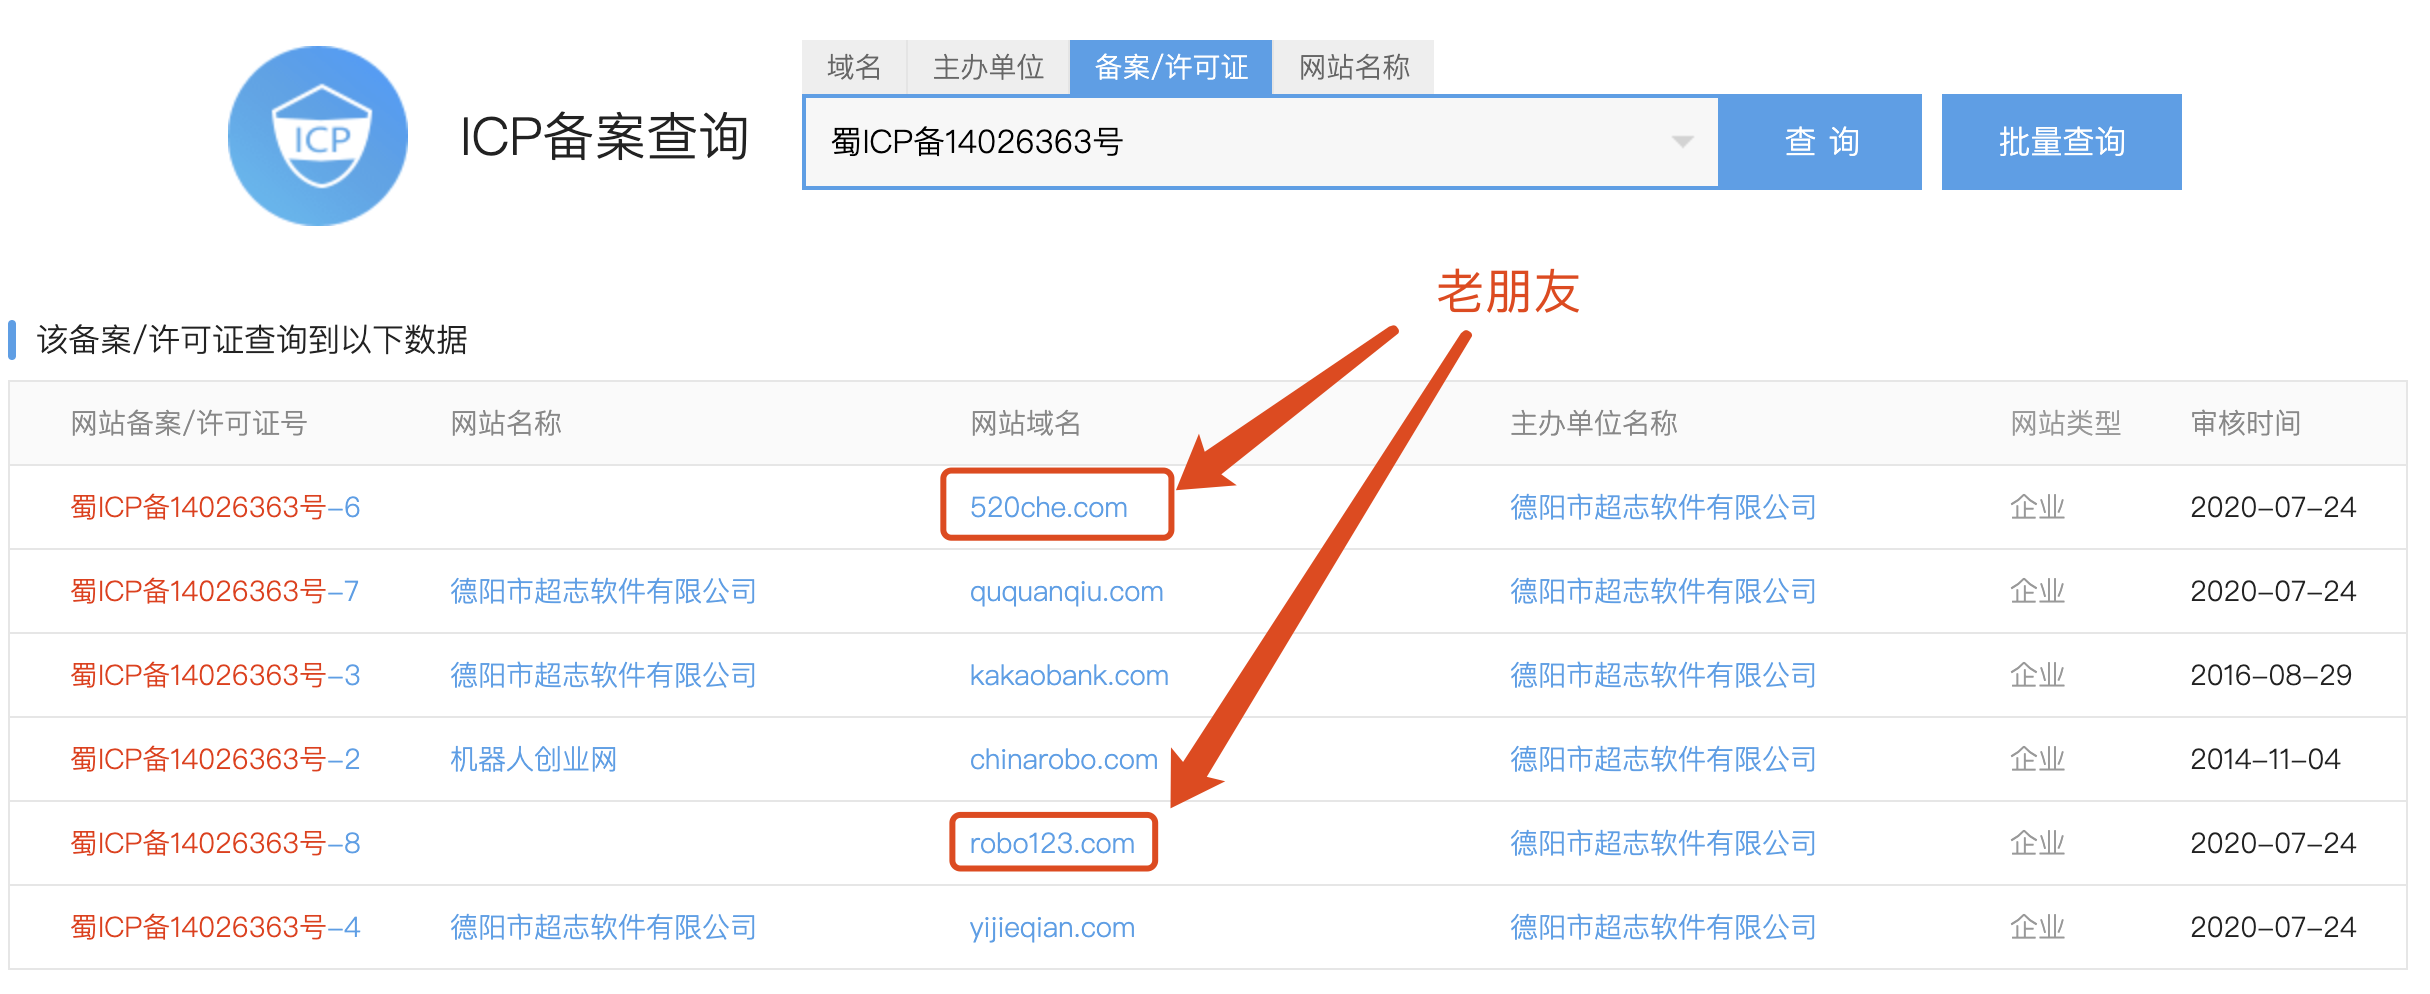 域名 主办单位 备案/许可证 网站名称
ICP ICP备案查询 蜀ICP备14026363号 查 询 批量查询
老朋友
该备案/许可证查询到以下数据
网站备案/许可证号 网站名称 网站域名 主办单位名称 网站类型 审核时间
蜀ICP备14026363号-6 520che.com 德阳市超志软件有限公司 企业 2020-07-24
蜀ICP备14026363号-7 德阳市超志软件有限公司 ququanqiu.com 德阳市超志软件有限公司 企业 2020-07-24
蜀ICP备14026363号-3 德阳市超志软件有限公司 kakaobank.com 德阳市超志软件有限公司 企业 2016-08-29
蜀ICP备14026363号-2 机器人创业网 chinarobo.com 德阳市超志软件有限公司 企业 2014-11-04
蜀ICP备14026363号-8 robo123.com 德阳市超志软件有限公司 企业 2020-07-24
蜀ICP备14026363号-4 德阳市超志软件有限公司 yijieqian.com 德阳市超志软件有限公司 企业 2020-07-24